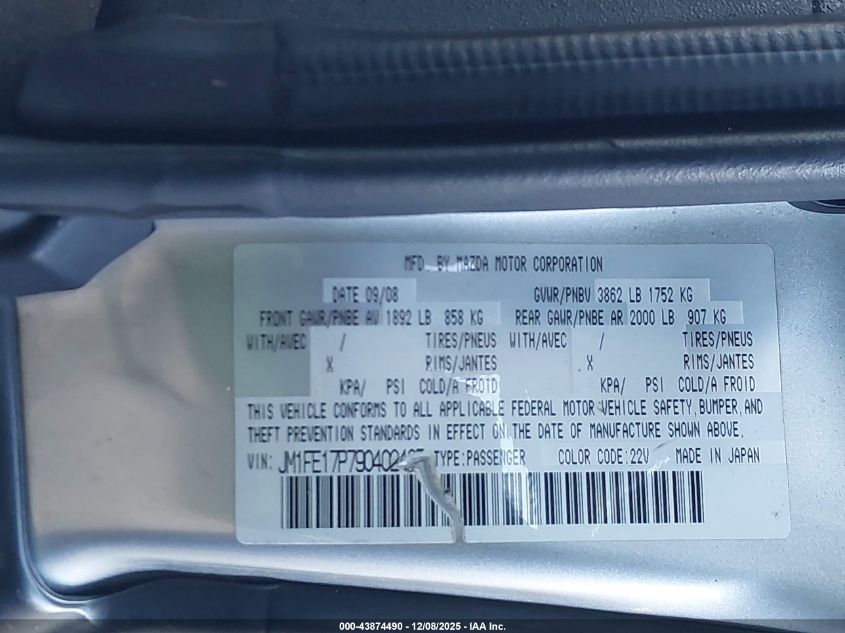 MFD. BY MAZDA MOTOR CORPORATION
DATE 09/08 GVWR/PNBV 3862 LB 1752 KG
FRONT GAWR/PNBE AV 1892 LB 858 KG REAR GAWR/PNBE AR 2000 LB 907 KG
WITH/AVEC / TIRES/PNEUS WITH/AVEC / TIRES/PNEUS
X RIMS/JANTES X RIMS/JANTES
KPA/ PSI COLD/A FROID KPA/ PSI COLD/A FROID
THIS VEHICLE CONFORMS TO ALL APPLICABLE FEDERAL MOTOR VEHICLE SAFETY, BUMPER, AND
THEFT PREVENTION STANDARDS IN EFFECT ON THE DATE OF MANUFACTURE SHOWN ABOVE.
VIN: TYPE:PASSENGER COLOR CODE:22V MADE IN JAPAN
000-43874490 - 12/08/2025 - IAA Inc.